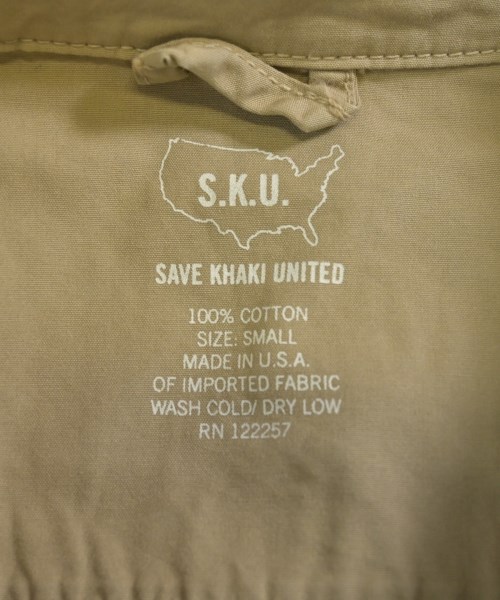 S.K.U.
SAVE KHAKI UNITED
100% COTTON
SIZE: SMALL
MADE IN U.S.A.
OF IMPORTED FABRIC
WASH COLD/ DRY LOW
RN 122257